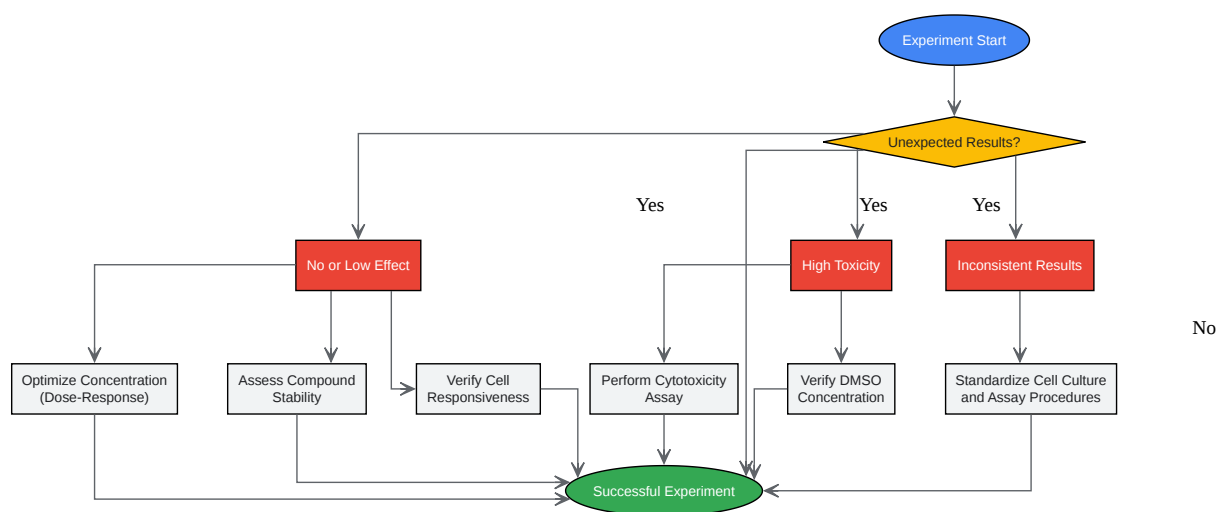 Experiment Start
Unexpected Results?
Yes
Yes
Yes
No or Low Effect
High Toxicity
Inconsistent Results
No
Optimize Concentration
(Dose-Response)
Assess Compound
Stability
Verify Cell
Responsiveness
Perform Cytotoxicity
Assay
Verify DMSO
Concentration
Standardize Cell Culture
and Assay Procedures
Successful Experiment